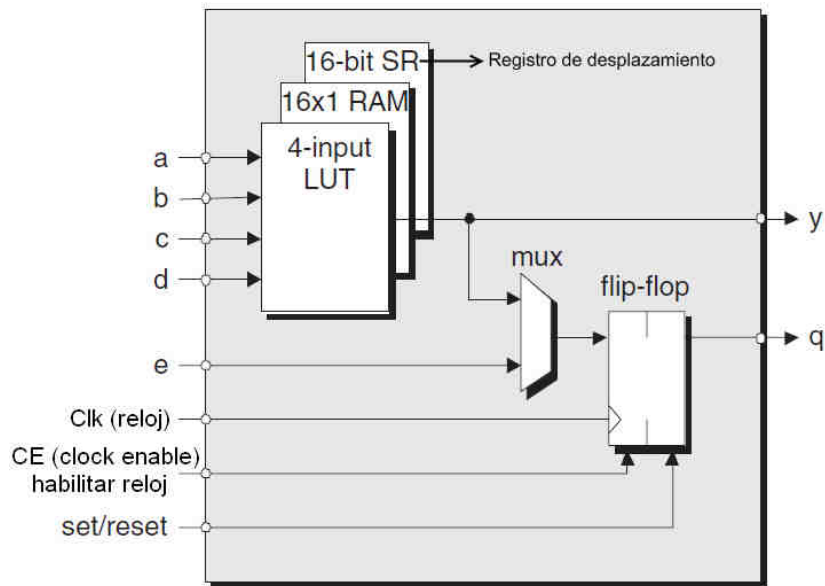 16-bit SR
Registro de desplazamiento
16x1 RAM
4-input
LUT
a
b
c
d
y
mux
flip-flop
q
e
Clk (reloj)
CE (clock enable)
habilitar reloj
set/reset